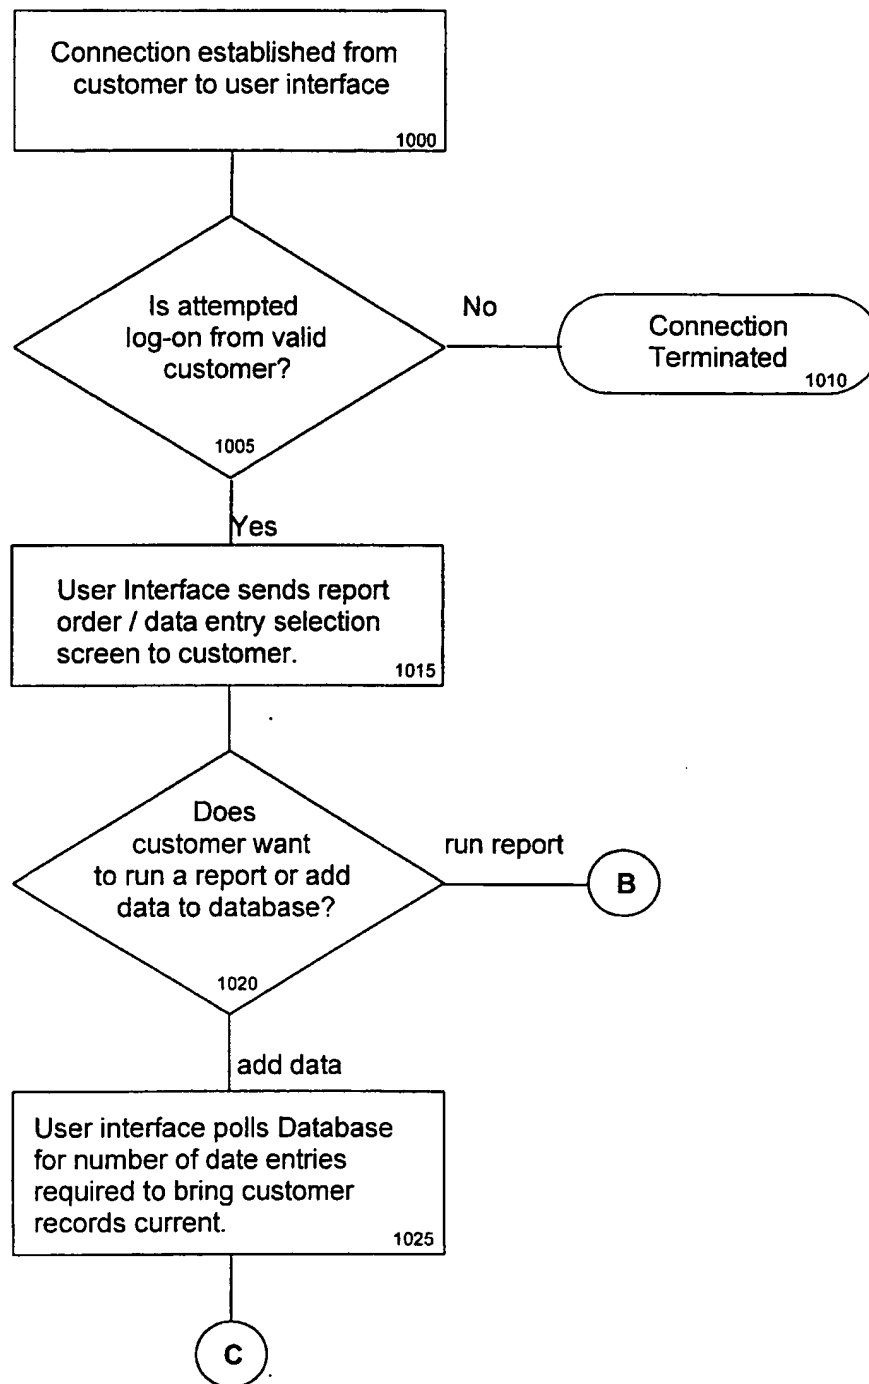 Connection established from
customer to user interface
1000
Is attempted
log-on from valid
customer?
1005
No
Connection
Terminated
1010
Yes
User Interface sends report
order / data entry selection
screen to customer.
1015
Does
customer want
to run a report or add
data to database?
1020
run report
B
add data
User interface polls Database
for number of date entries
required to bring customer
records current.
1025
C